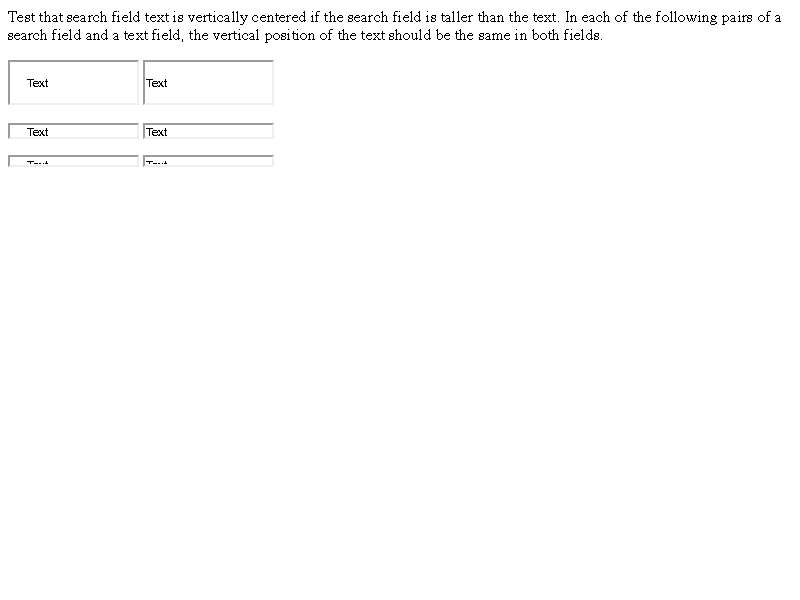 Test that search field text is vertically centered if the search field is taller than the text. In each of the following pairs of a
search field and a text field, the vertical position of the text should be the same in both fields.
Text Text
Text Text
Text Text